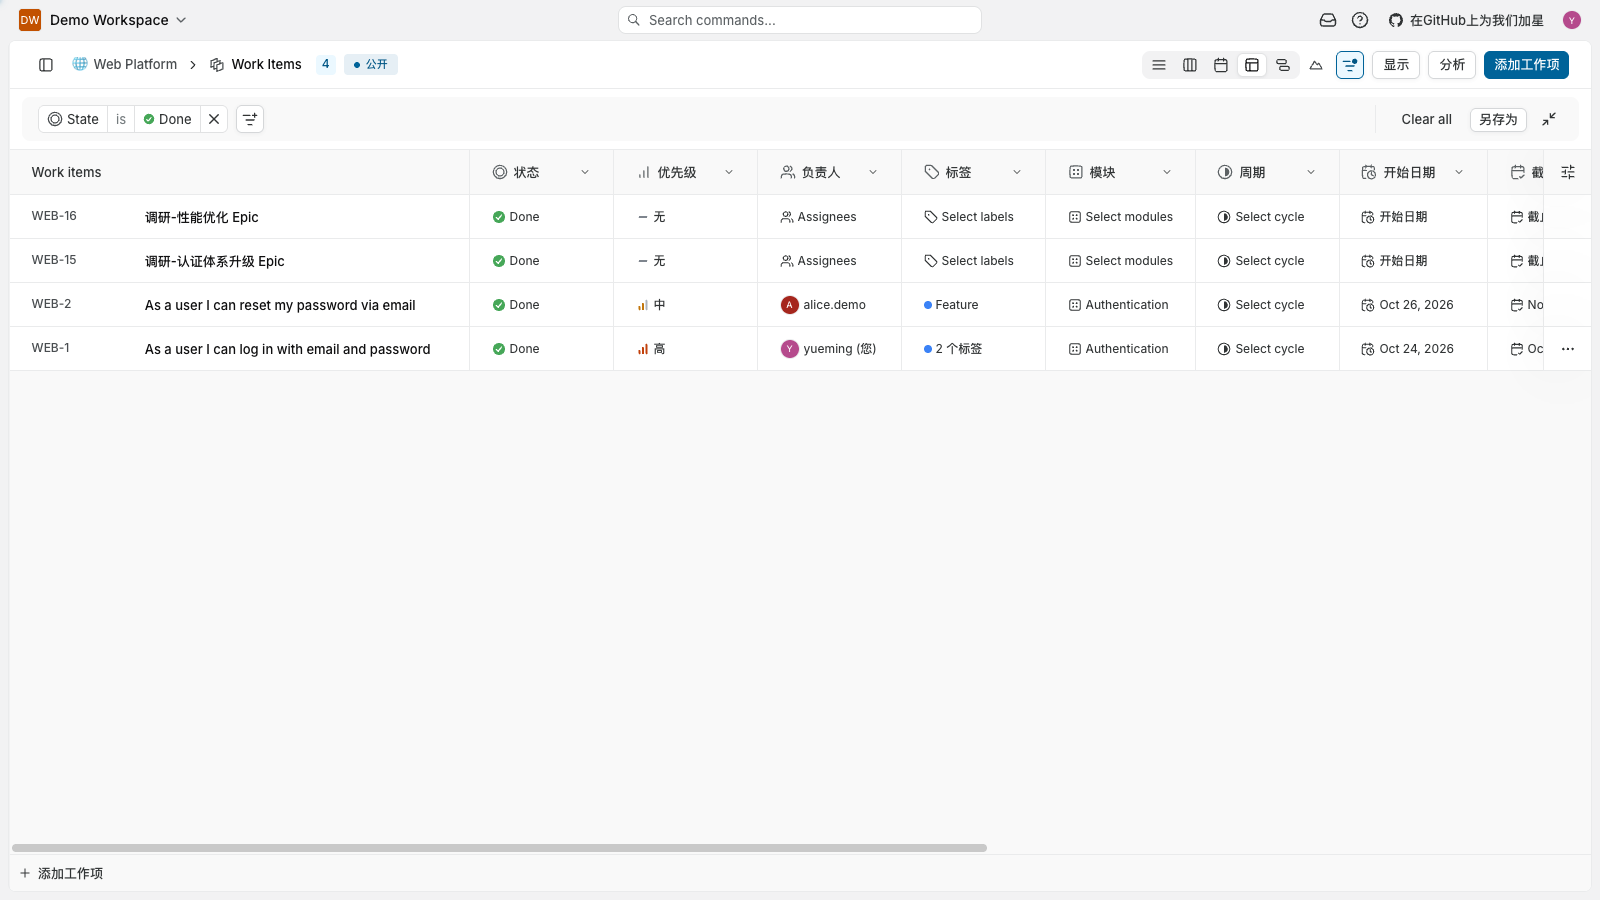 DW Demo Workspace Search commands... 在GitHub上为我们加星 Y
Web Platform Work Items 4 公开 显示 分析 添加工作项
State is Done Clear all 另存为
Work items 状态 优先级 负责人 标签 模块 周期 开始日期 截
WEB-16 调研-性能优化 Epic Done 无 Assignees Select labels Select modules Select cycle 开始日期
WEB-15 调研-认证体系升级 Epic Done 无 Assignees Select labels Select modules Select cycle 开始日期
WEB-2 As a user I can reset my password via email Done 中 A alice.demo Feature Authentication Select cycle Oct 26, 2026 No
WEB-1 As a user I can log in with email and password Done 高 Y yueming (您) 2 个标签 Authentication Select cycle Oct 24, 2026 Oc
添加工作项